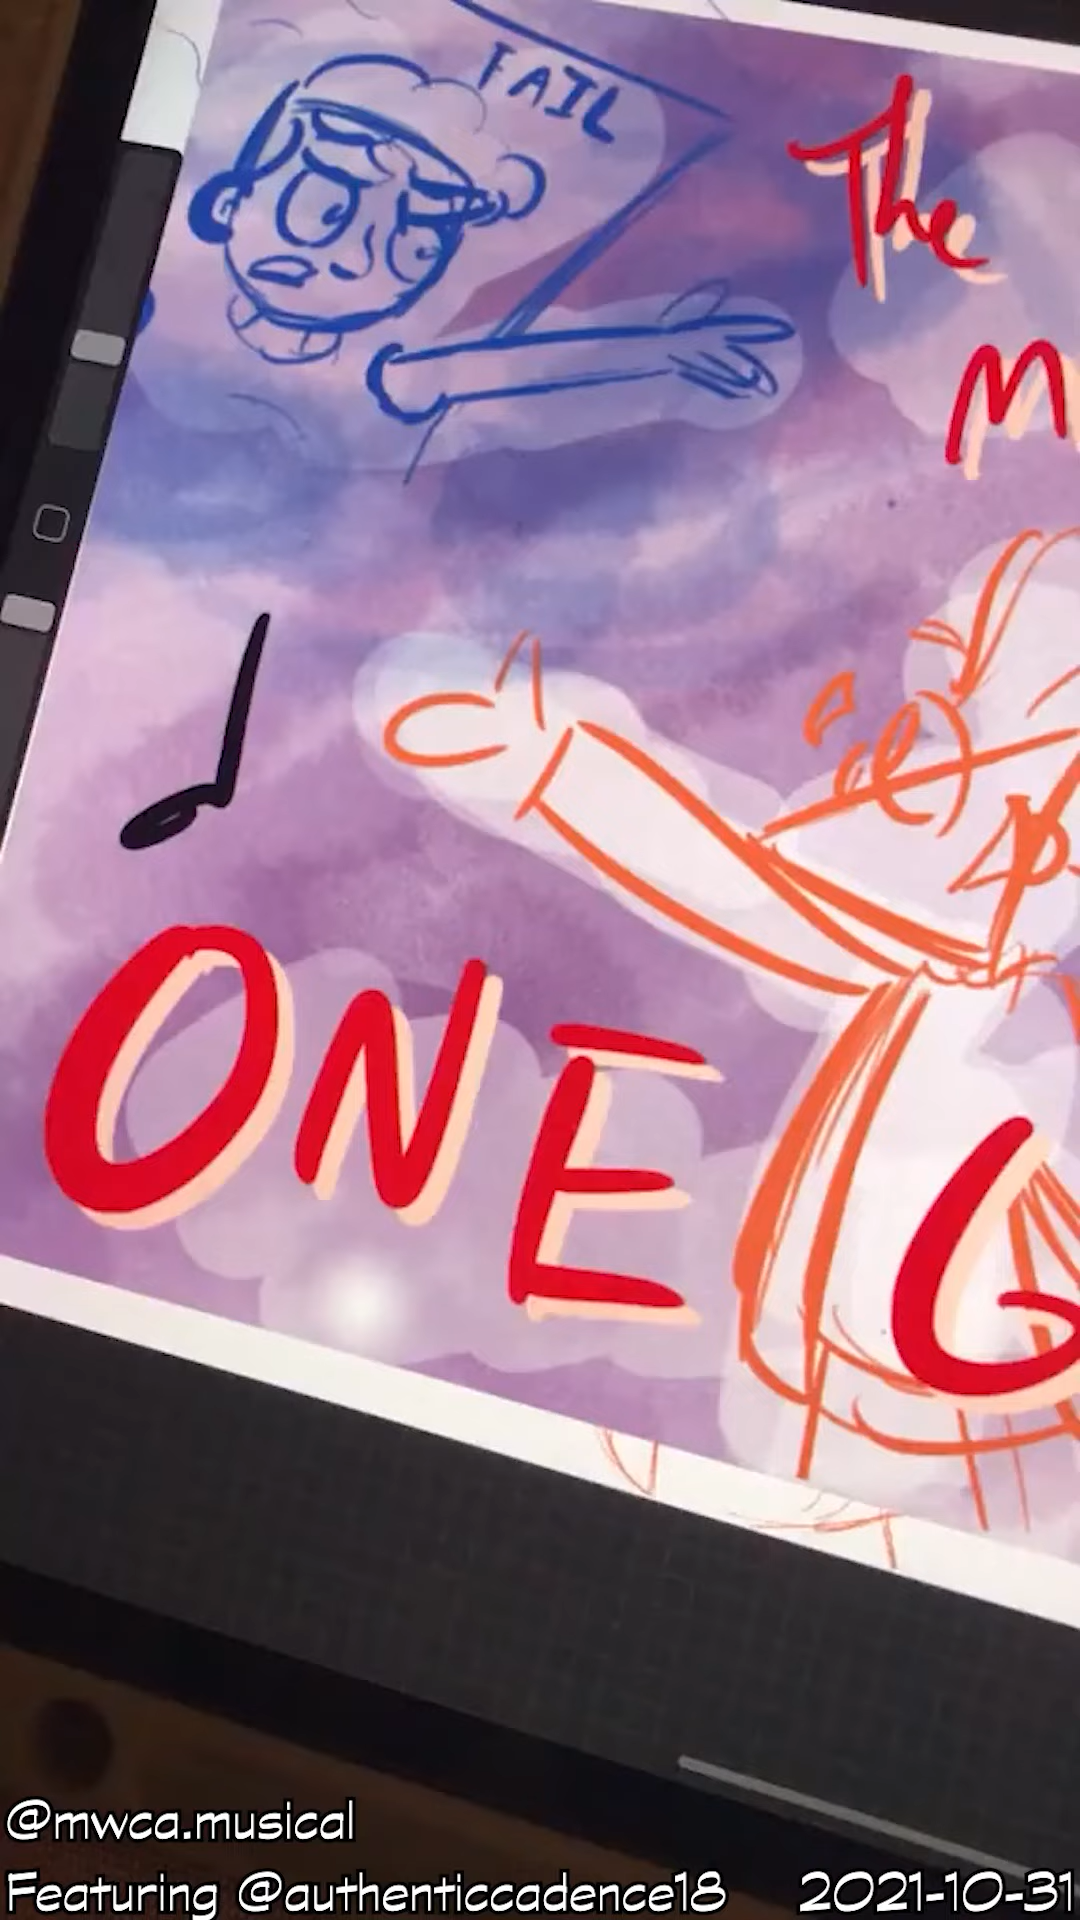 FAIL
The
M
ONE G
@mwca.musical
Featuring @authenticcadence18 2021-10-31